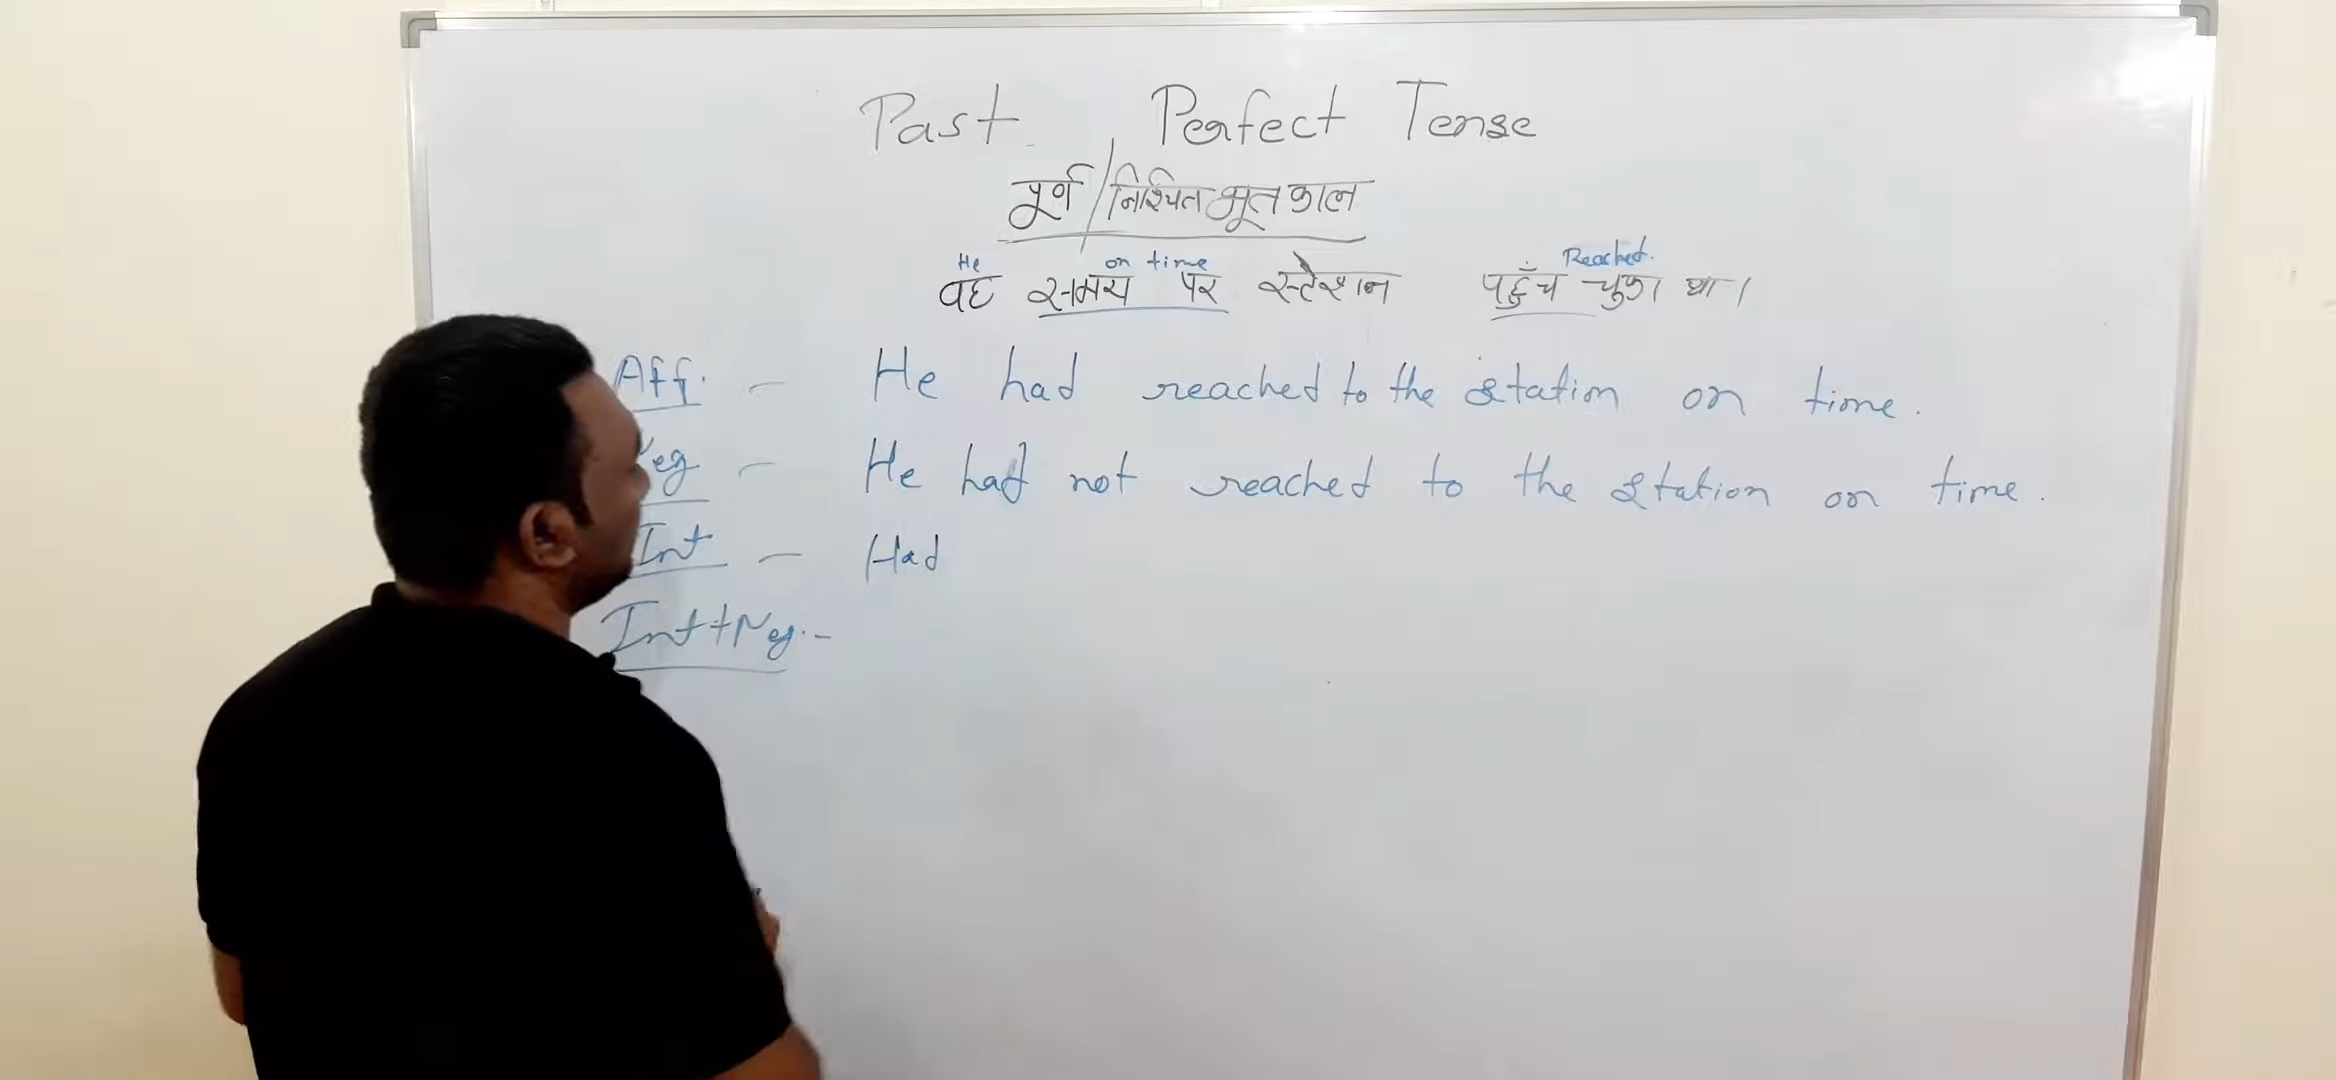 Past Perfect Tense
पूर्ण/निश्चित भूतकाल
He on time Reached.
वह समय पर स्टेशन पहुँच चुका था।
Aff. - He had reached to the station on time.
Neg - He had not reached to the station on time.
Int - Had
Int+Neg. -